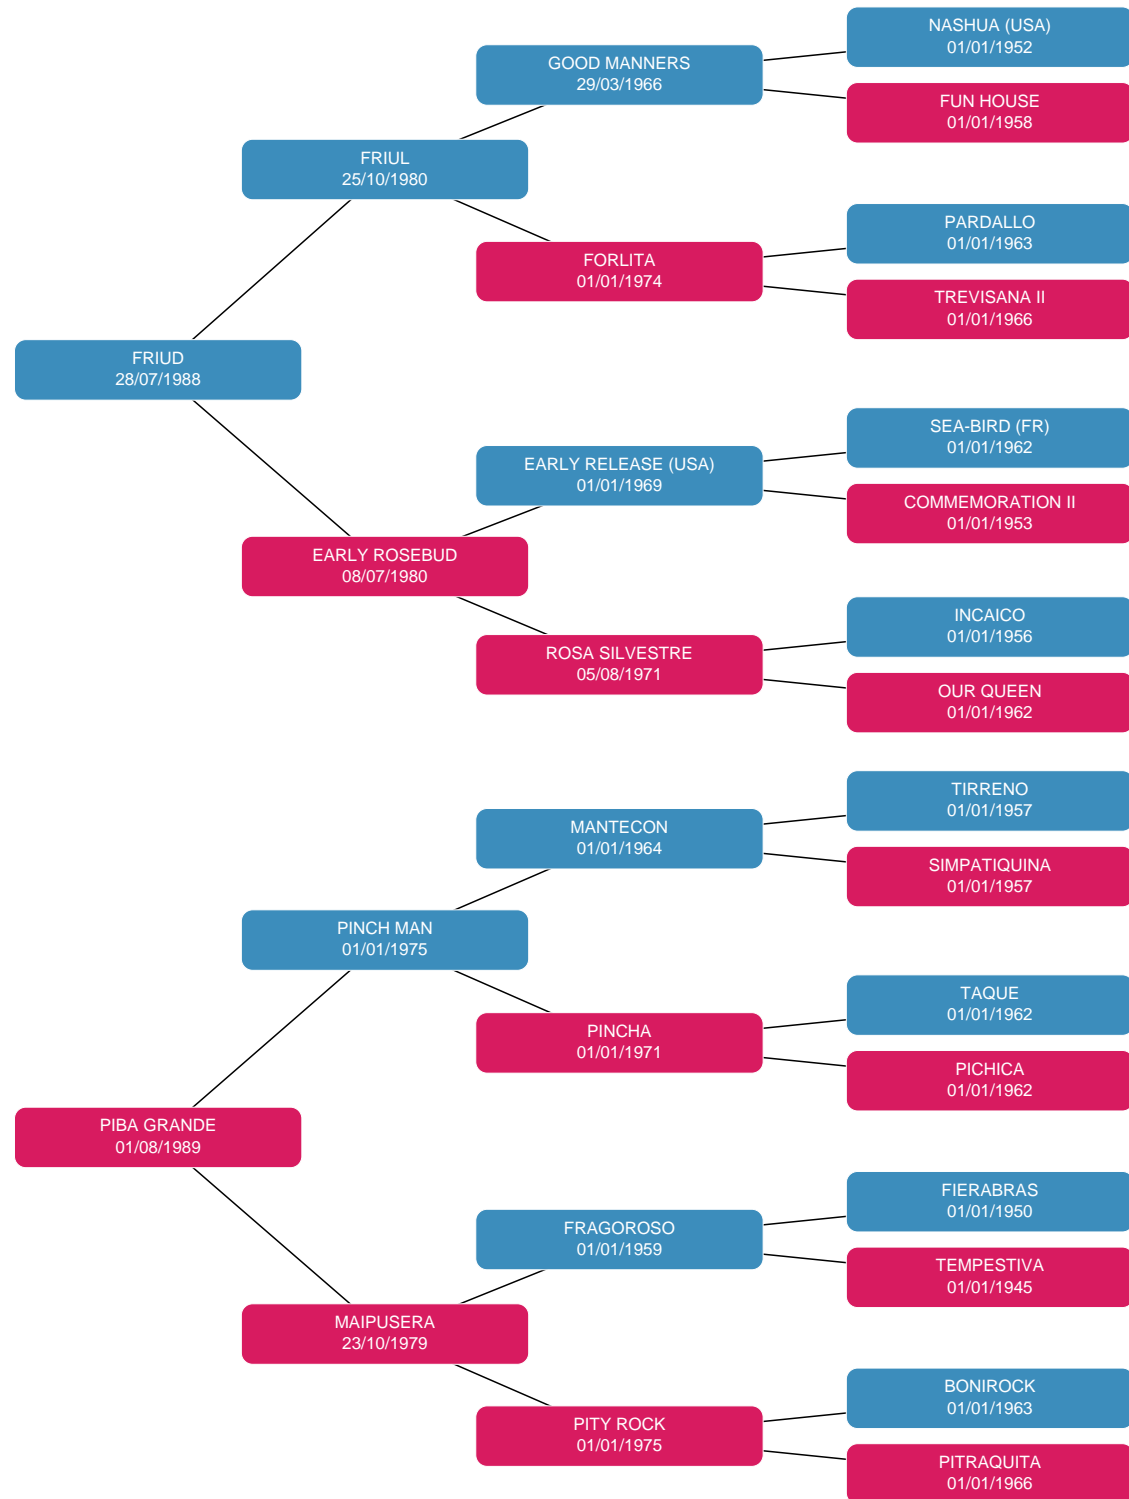 NASHUA (USA)
01/01/1952
GOOD MANNERS
29/03/1966
FUN HOUSE
01/01/1958
FRIUL
25/10/1980
PARDALLO
01/01/1963
FORLITA
01/01/1974
TREVISANA II
01/01/1966
FRIUD
28/07/1988
SEA-BIRD (FR)
01/01/1962
EARLY RELEASE (USA)
01/01/1969
COMMEMORATION II
01/01/1953
EARLY ROSEBUD
08/07/1980
INCAICO
01/01/1956
ROSA SILVESTRE
05/08/1971
OUR QUEEN
01/01/1962
TIRRENO
01/01/1957
MANTECON
01/01/1964
SIMPATIQUINA
01/01/1957
PINCH MAN
01/01/1975
TAQUE
01/01/1962
PINCHA
01/01/1971
PICHICA
01/01/1962
PIBA GRANDE
01/08/1989
FIERABRAS
01/01/1950
FRAGOROSO
01/01/1959
TEMPESTIVA
01/01/1945
MAIPUSERA
23/10/1979
BONIROCK
01/01/1963
PITY ROCK
01/01/1975
PITRAQUITA
01/01/1966